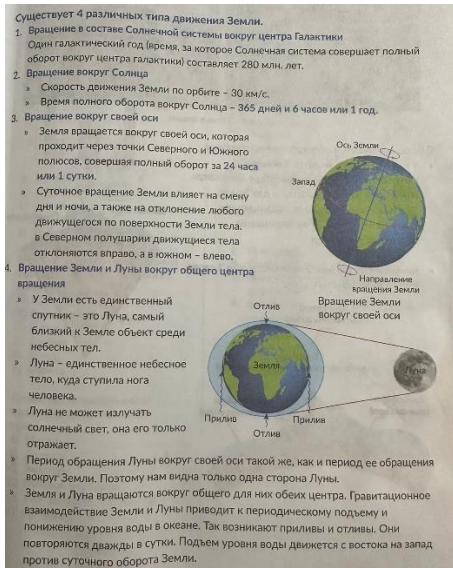 Существует 4 различных типа движения Земли.
1. Вращение в составе Солнечной системы вокруг центра Галактики
Один галактический год (время, за которое Солнечная система совершает полный
оборот вокруг центра галактики) составляет 280 млн. лет.
2. Вращение вокруг Солнца
» Скорость движения Земли по орбите – 30 км/с.
» Время полного оборота вокруг Солнца – 365 дней и 6 часов или 1 год.
3. Вращение вокруг своей оси
» Земля вращается вокруг своей оси, которая
проходит через точки Северного и Южного
полюсов, совершая полный оборот за 24 часа
или 1 сутки.
» Суточное вращение Земли влияет на смену
дня и ночи, а также на отклонение любого
движущегося по поверхности Земли тела.
в Северном полушарии движущиеся тела
отклоняются вправо, а в южном – влево.
Ось Земли
Запад
Направление
вращения Земли
Вращение Земли
вокруг своей оси
4. Вращение Земли и Луны вокруг общего центра
вращения
» У Земли есть единственный
спутник – это Луна, самый
близкий к Земле объект среди
небесных тел.
» Луна – единственное небесное
тело, куда ступила нога
человека.
» Луна не может излучать
солнечный свет, она его только
отражает.
Отлив
Земля
Луна
Прилив
Прилив
Отлив
» Период обращения Луны вокруг своей оси такой же, как и период ее обращения
вокруг Земли. Поэтому нам видна только одна сторона Луны.
» Земля и Луна вращаются вокруг общего для них обеих центра. Гравитационное
взаимодействие Земли и Луны приводит к периодическому подъему и
понижению уровня воды в океане. Так возникают приливы и отливы. Они
повторяются дважды в сутки. Подъем уровня воды движется с востока на запад
против суточного оборота Земли.